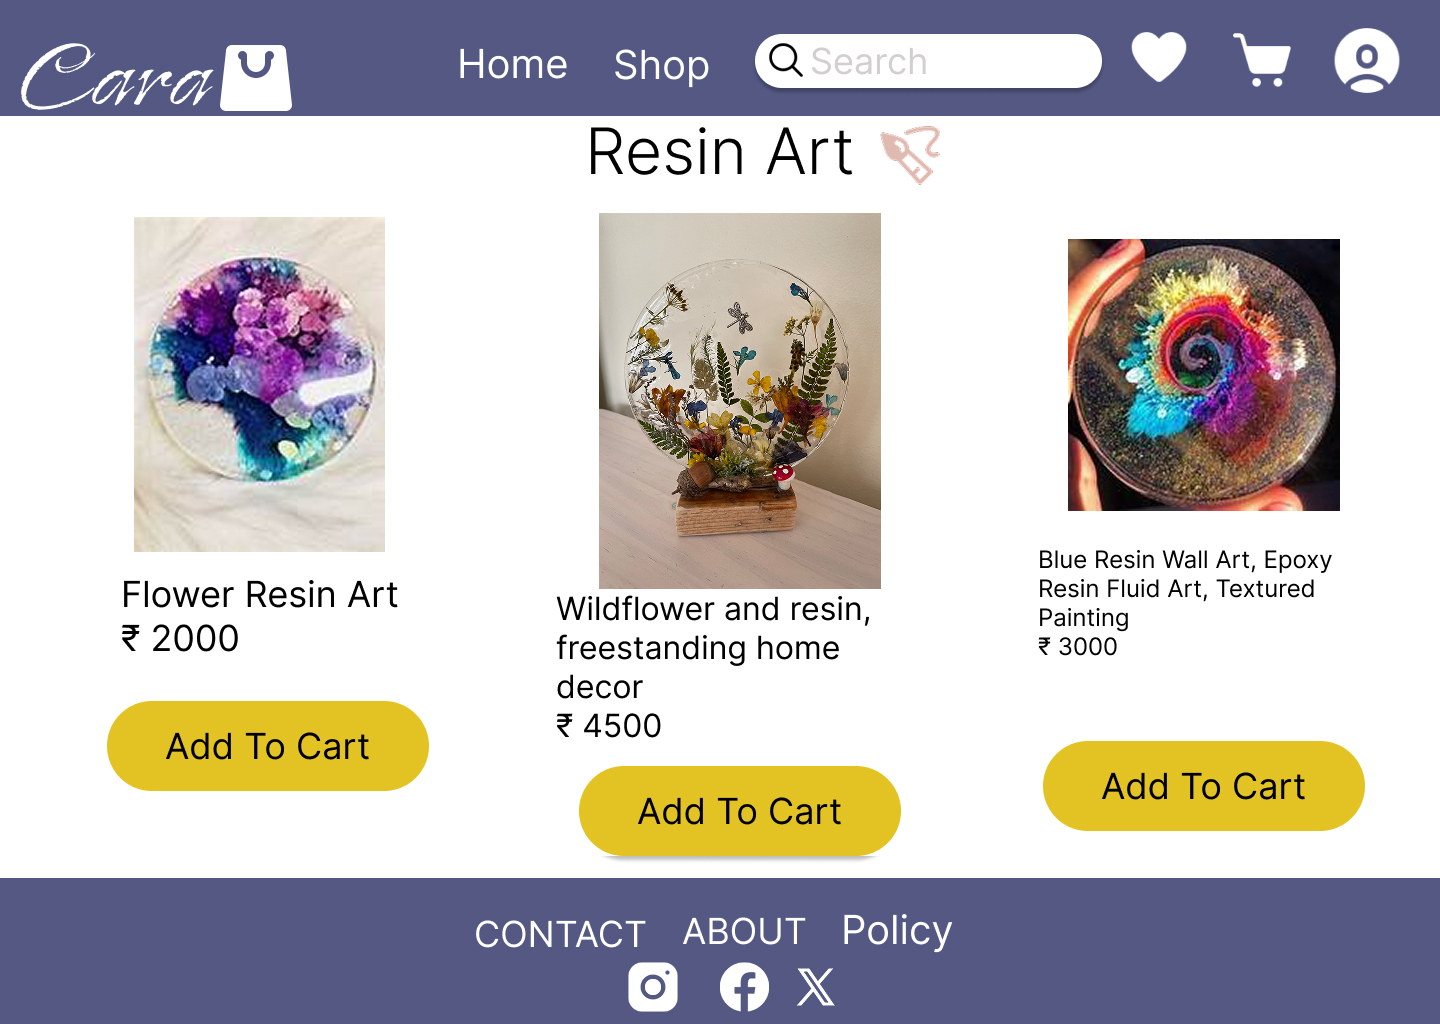 Cara
Home
Shop
Search
Resin Art
Flower Resin Art
₹ 2000
Add To Cart
Wildflower and resin,
freestanding home
decor
₹ 4500
Add To Cart
Blue Resin Wall Art, Epoxy
Resin Fluid Art, Textured
Painting
₹ 3000
Add To Cart
CONTACT
ABOUT
Policy